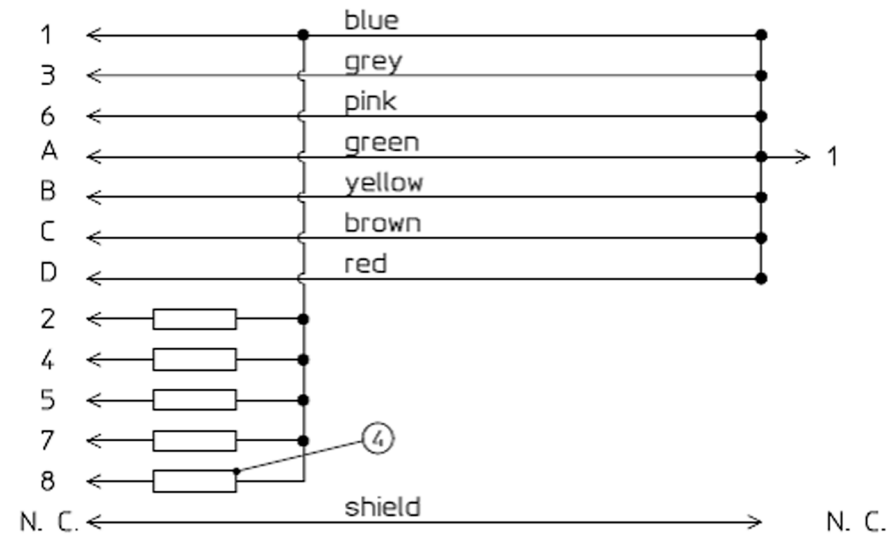 1 blue
3 grey
6 pink
A green 1
B yellow
C brown
D red
2
4
5
7 4
8
N. C. shield N. C.